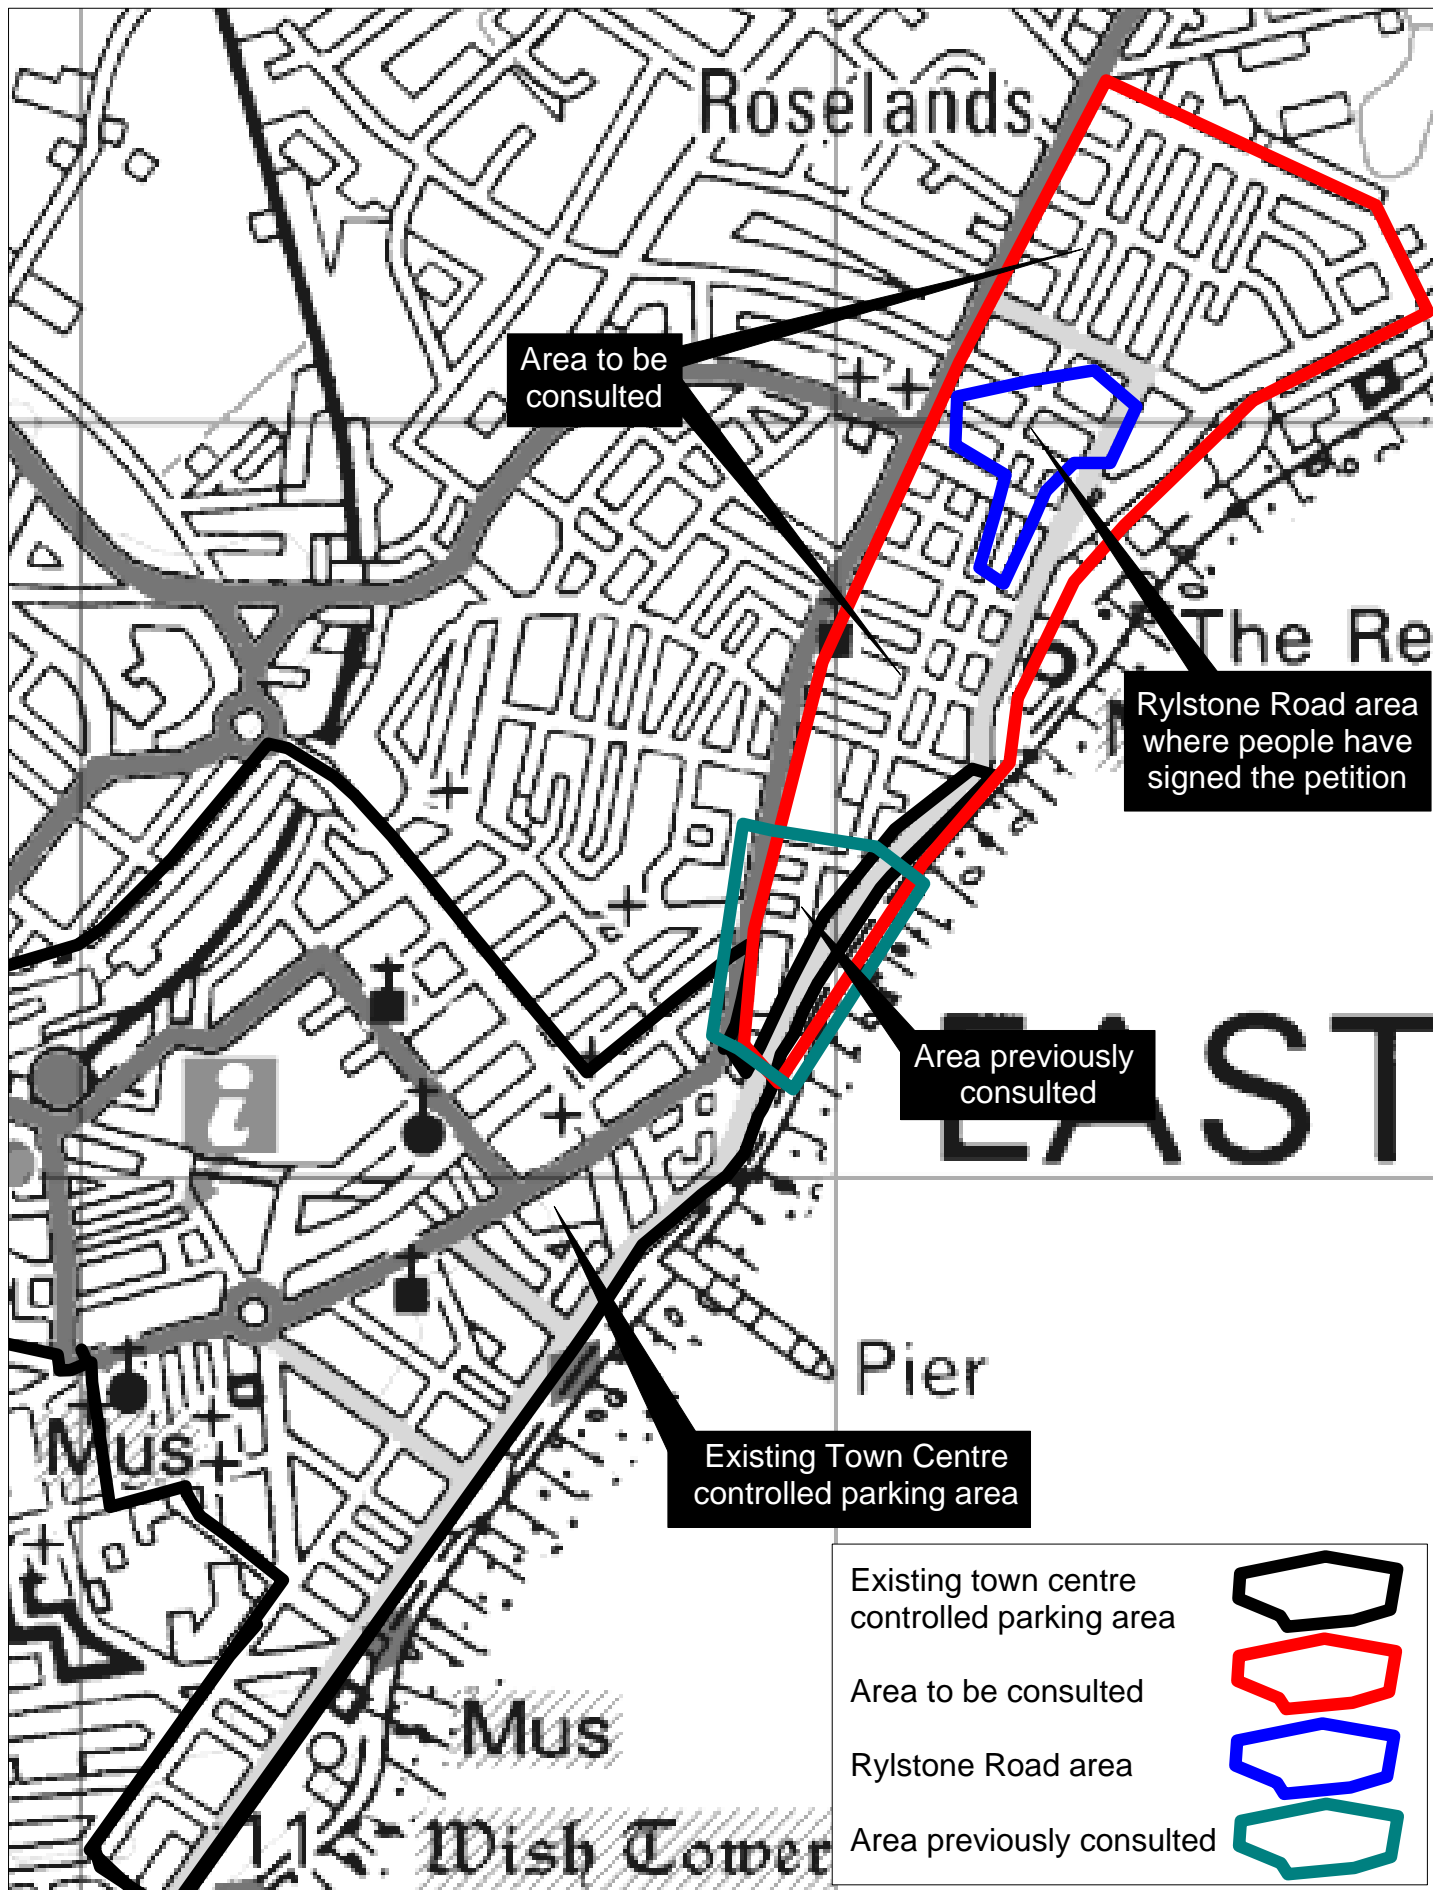 Roselands
Area to be
consulted
The Re
Rylstone Road area
where people have
signed the petition
EAST
Area previously
consulted
i
Pier
Mus
Existing Town Centre
controlled parking area
Existing town centre
controlled parking area
Area to be consulted
Rylstone Road area
Area previously consulted
Mus
11
Wish Tower